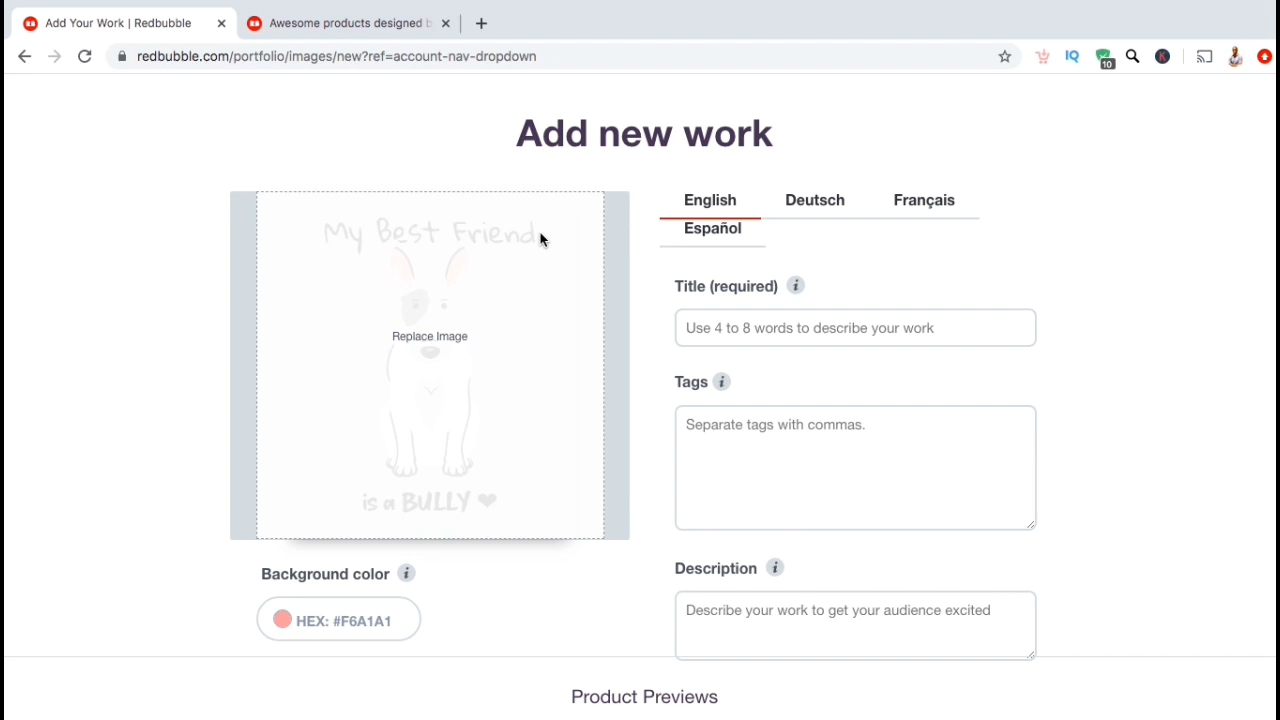 Add Your Work | Redbubble
Awesome products designed b
redbubble.com/portfolio/images/new?ref=account-nav-dropdown
IQ
10
K
Add new work
My Best Friend
Replace Image
is a BULLY ❤
Background color i
HEX: #F6A1A1
English Deutsch Français
Español
Title (required) i
Use 4 to 8 words to describe your work
Tags i
Separate tags with commas.
Description i
Describe your work to get your audience excited
Product Previews